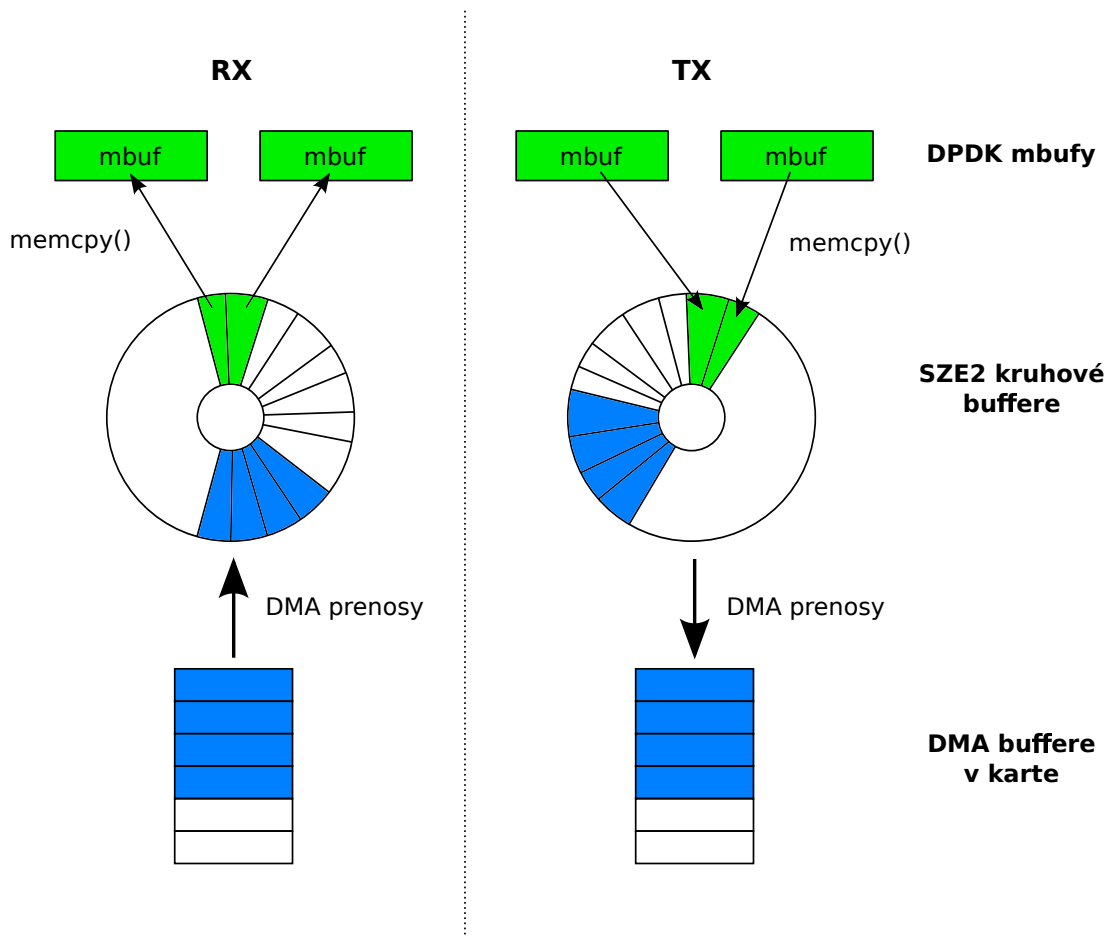 RX
TX
mbuf
mbuf
mbuf
mbuf
DPDK mbufy
memcpy()
memcpy()
SZE2 kruhové
buffere
DMA prenosy
DMA prenosy
DMA buffere
v karte